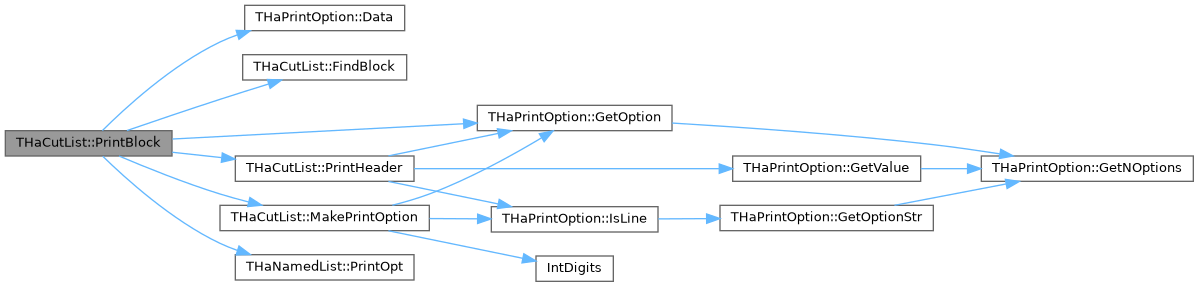 THaPrintOption::Data
THaCutList::FindBlock
THaCutList::PrintBlock
THaPrintOption::GetOption
THaCutList::PrintHeader
THaPrintOption::GetValue
THaPrintOption::GetNOptions
THaCutList::MakePrintOption
THaPrintOption::IsLine
THaPrintOption::GetOptionStr
THaNamedList::PrintOpt
IntDigits